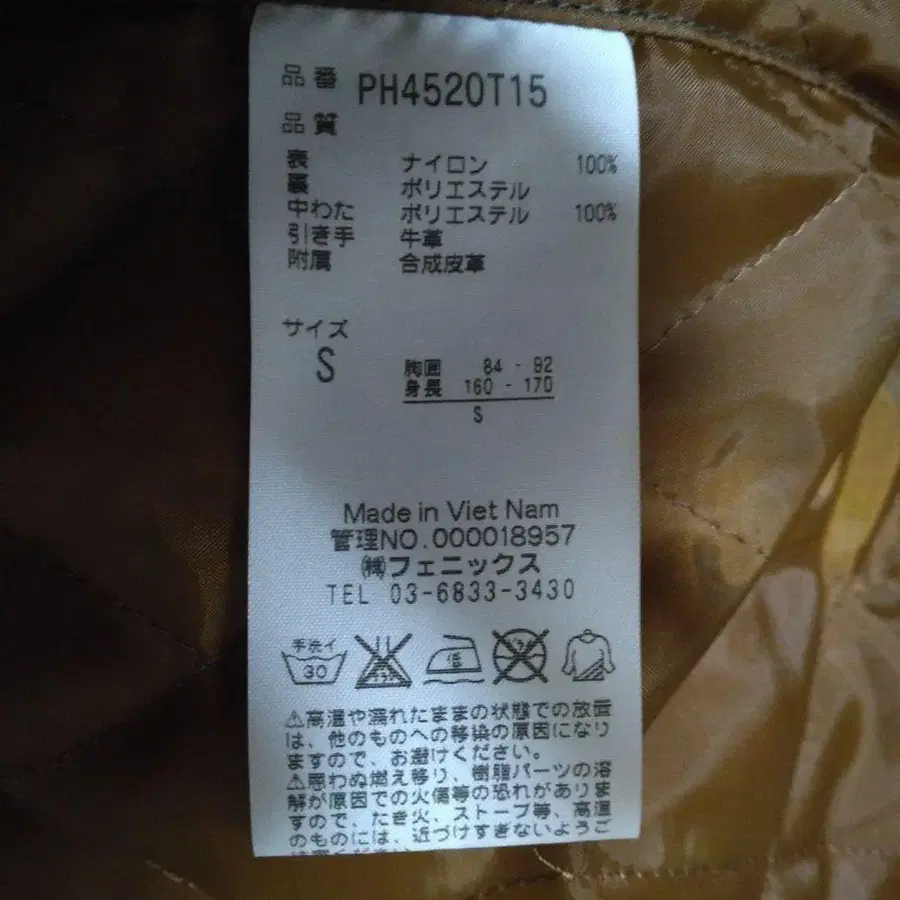 品番 PH4520T15
品質
表 ナイロン 100%
裏 ポリエステル
中わた ポリエステル 100%
引き手 牛革
附属 合成皮革
サイズ
S
胸囲 84 - 92
身長 160 - 170
S
Made in Viet Nam
管理NO.000018957
㈱フェニックス
TEL 03-6833-3430
手洗イ
30
低
⚠高温や濡れたままの状態での放置
は、他のものへの移染の原因になり
ますので、お避けください。
⚠思わぬ燃え移り、樹脂パーツの溶
解が原因での火傷等の恐れがありま
すので、たき火、ストーブ等、高温
のものには、近づけすぎないようご